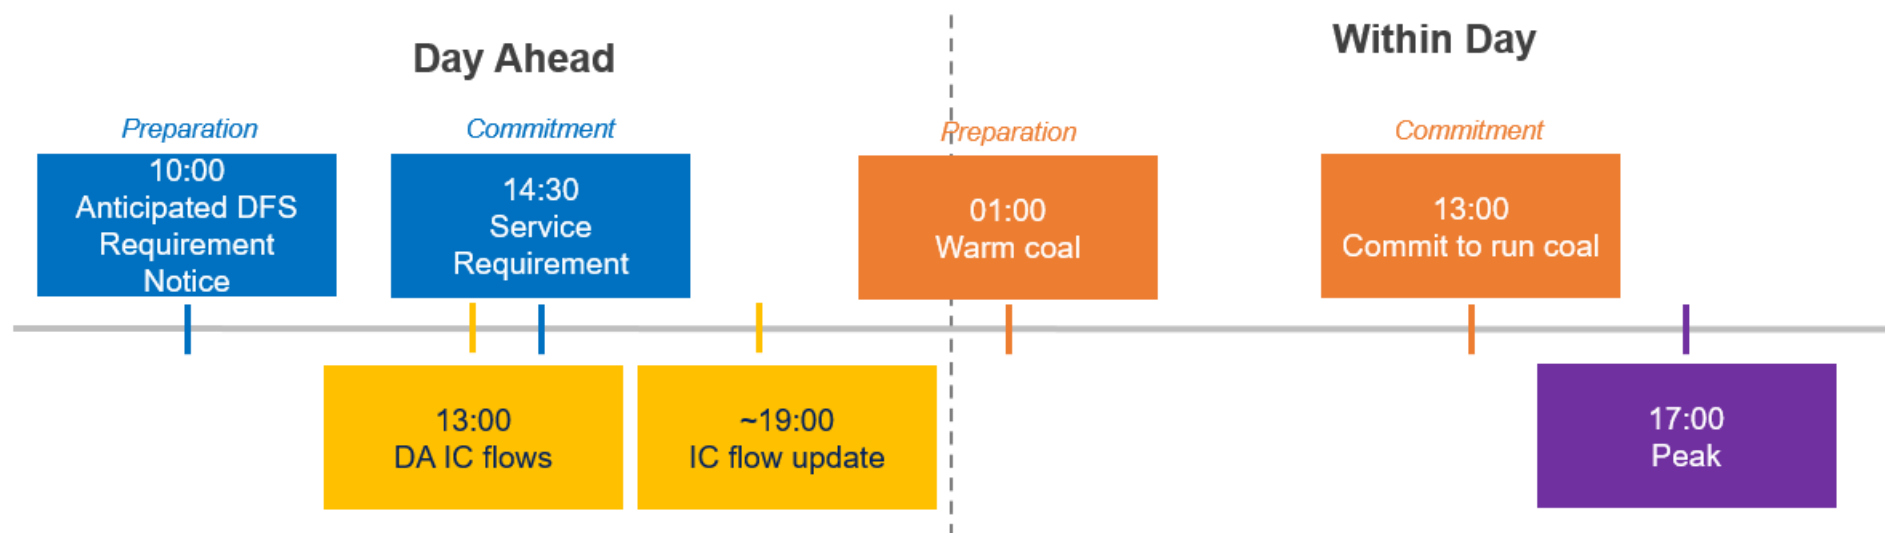 Day Ahead
Within Day
Preparation
Commitment
Preparation
Commitment
10:00
Anticipated DFS
Requirement
Notice
14:30
Service
Requirement
01:00
Warm coal
13:00
Commit to run coal
13:00
DA IC flows
~19:00
IC flow update
17:00
Peak